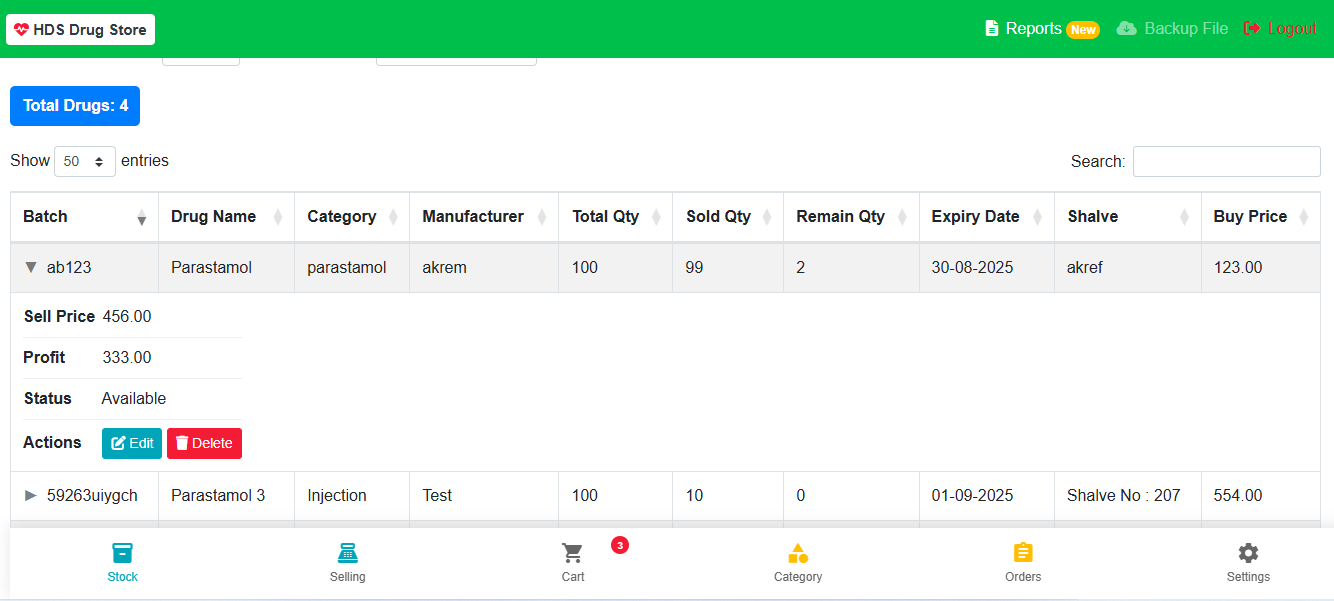 HDS Drug Store Reports New Backup File Logout
Total Drugs: 4
Show 50 entries Search:
Batch Drug Name Category Manufacturer Total Qty Sold Qty Remain Qty Expiry Date Shalve Buy Price
ab123 Parastamol parastamol akrem 100 99 2 30-08-2025 akref 123.00
Sell Price 456.00
Profit 333.00
Status Available
Actions Edit Delete
59263uiygch Parastamol 3 Injection Test 100 10 0 01-09-2025 Shalve No : 207 554.00
3
Stock Selling Cart Category Orders Settings